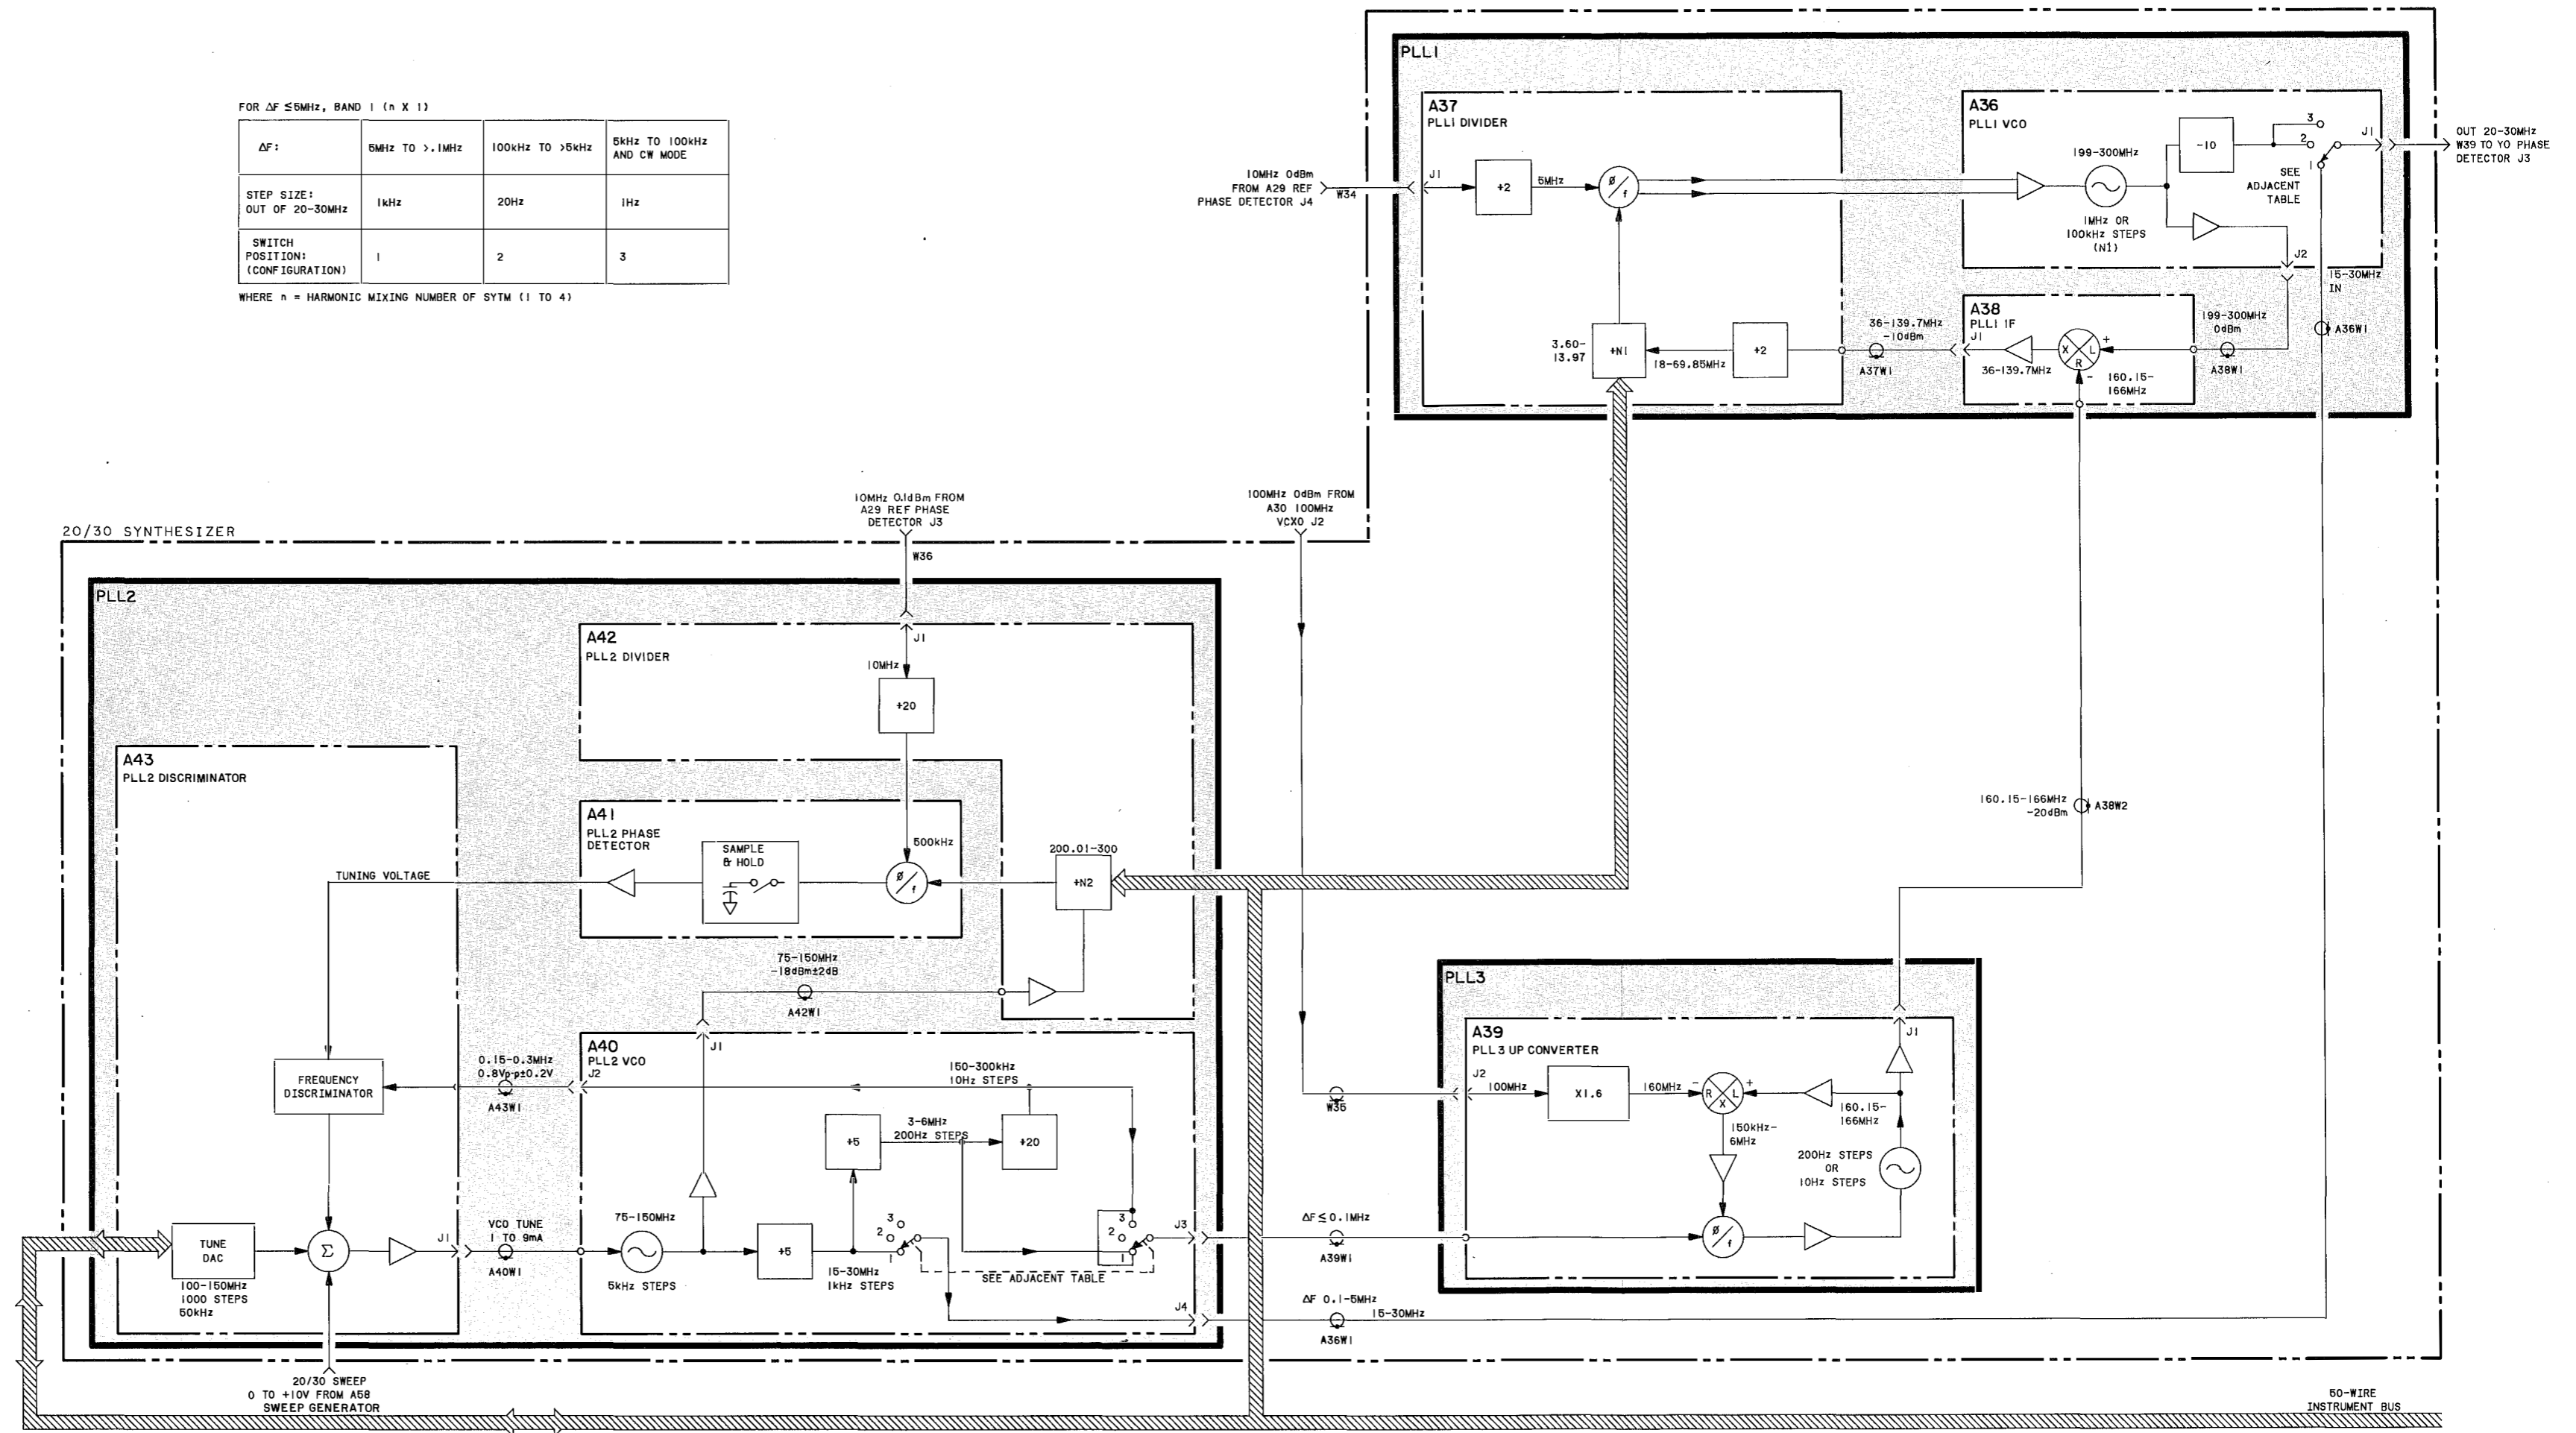 FOR ΔF ≤5MHz, BAND 1 (n X 1)
ΔF:
5MHz TO >.1MHz
100kHz TO >5kHz
5kHz TO 100kHz
AND CW MODE
STEP SIZE:
OUT OF 20-30MHz
1kHz
20Hz
1Hz
SWITCH
POSITION:
(CONFIGURATION)
1
2
3
WHERE n = HARMONIC MIXING NUMBER OF SYTM (1 TO 4)
PLL1
A37
PLL1 DIVIDER
10MHz 0dBm
FROM A29 REF
PHASE DETECTOR J4
W34
J1
÷2
5MHz
Ø/f
A36
PLL1 VCO
199-300MHz
1MHz OR
100kHz STEPS
(N1)
-10
3
2
1
SEE
ADJACENT
TABLE
J1
OUT 20-30MHz
W39 TO YO PHASE
DETECTOR J3
J2
15-30MHz
IN
A36W1
3.60-
13.97
÷N1
18-69.85MHz
÷2
36-139.7MHz
-10dBm
A37W1
A38
PLL1 IF
J1
36-139.7MHz
X
L
R
+
-
160.15-
166MHz
199-300MHz
0dBm
A38W1
20/30 SYNTHESIZER
10MHz 0.1dBm FROM
A29 REF PHASE
DETECTOR J3
W36
100MHz 0dBm FROM
A30 100MHz
VCXO J2
PLL2
A42
PLL2 DIVIDER
J1
10MHz
÷20
A43
PLL2 DISCRIMINATOR
A41
PLL2 PHASE
DETECTOR
SAMPLE
& HOLD
500kHz
Ø/f
200.01-300
÷N2
TUNING VOLTAGE
160.15-166MHz
-20dBm
A38W2
75-150MHz
-18dBm±2dB
A42W1
FREQUENCY
DISCRIMINATOR
0.15-0.3MHz
0.8Vp-p±0.2V
A43W1
A40
PLL2 VCO
J2
J1
150-300kHz
10Hz STEPS
÷5
3-6MHz
200Hz STEPS
÷20
TUNE
DAC
100-150MHz
1000 STEPS
50kHz
Σ
J1
VCO TUNE
1 TO 9mA
A40W1
75-150MHz
5kHz STEPS
÷5
15-30MHz
1kHz STEPS
3
2
1
SEE ADJACENT TABLE
3
2
1
J3
J4
ΔF ≤ 0.1MHz
A39W1
ΔF 0.1-5MHz
15-30MHz
A36W1
PLL3
A39
PLL3 UP CONVERTER
J2
W35
100MHz
X1.6
160MHz
-
+
R
L
X
J1
160.15-
166MHz
150kHz-
6MHz
200Hz STEPS
OR
10Hz STEPS
Ø/f
20/30 SWEEP
0 TO +10V FROM A58
SWEEP GENERATOR
50-WIRE
INSTRUMENT BUS